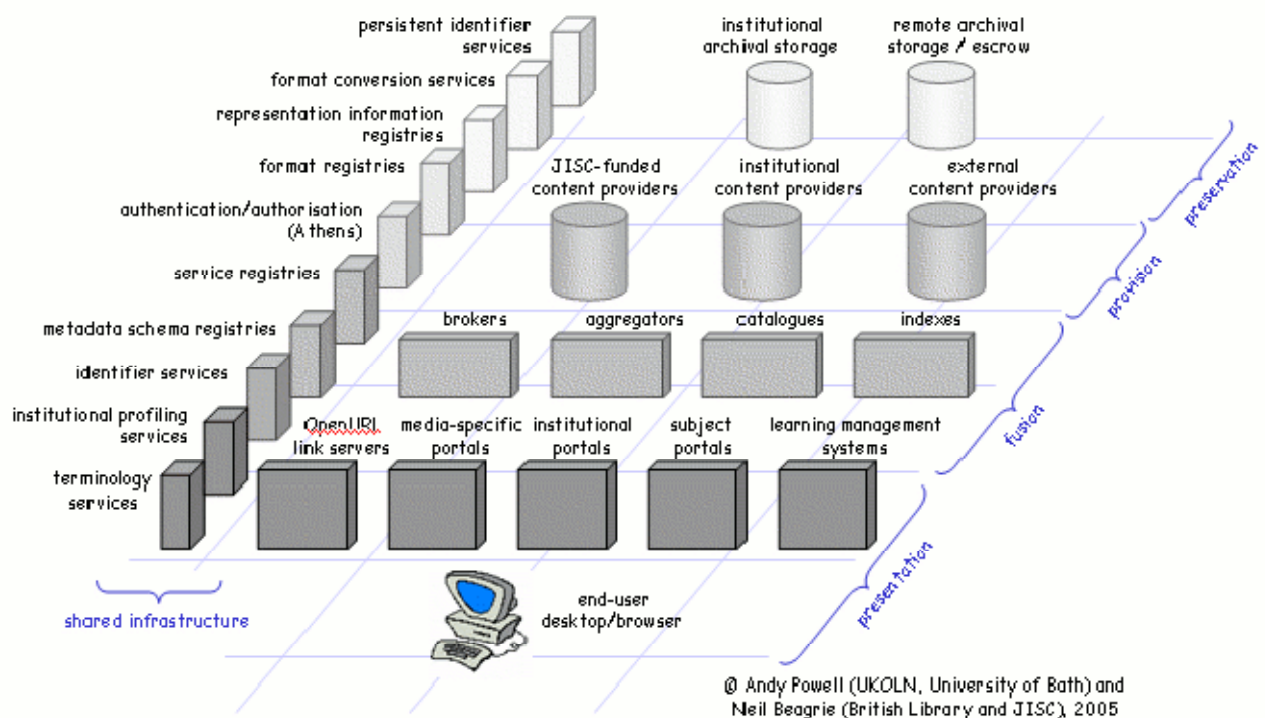 persistent identifier
services
institutional
archival storage
remote archival
storage / escrow
format conversion services
representation information
registries
format registries
JISC-funded
content providers
institutional
content providers
external
content providers
preservation
authentication/authorisation
(Athens)
service registries
provision
metadata schema registries
brokers
aggregators
catalogues
indexes
identifier services
fusion
institutional profiling
services
OpenURL
link servers
media-specific
portals
institutional
portals
subject
portals
learning management
systems
terminology
services
presentation
shared infrastructure
end-user
desktop/browser
@ Andy Powell (UKOLN, University of Bath) and
Neil Beagrie (British Library and JISC), 2005